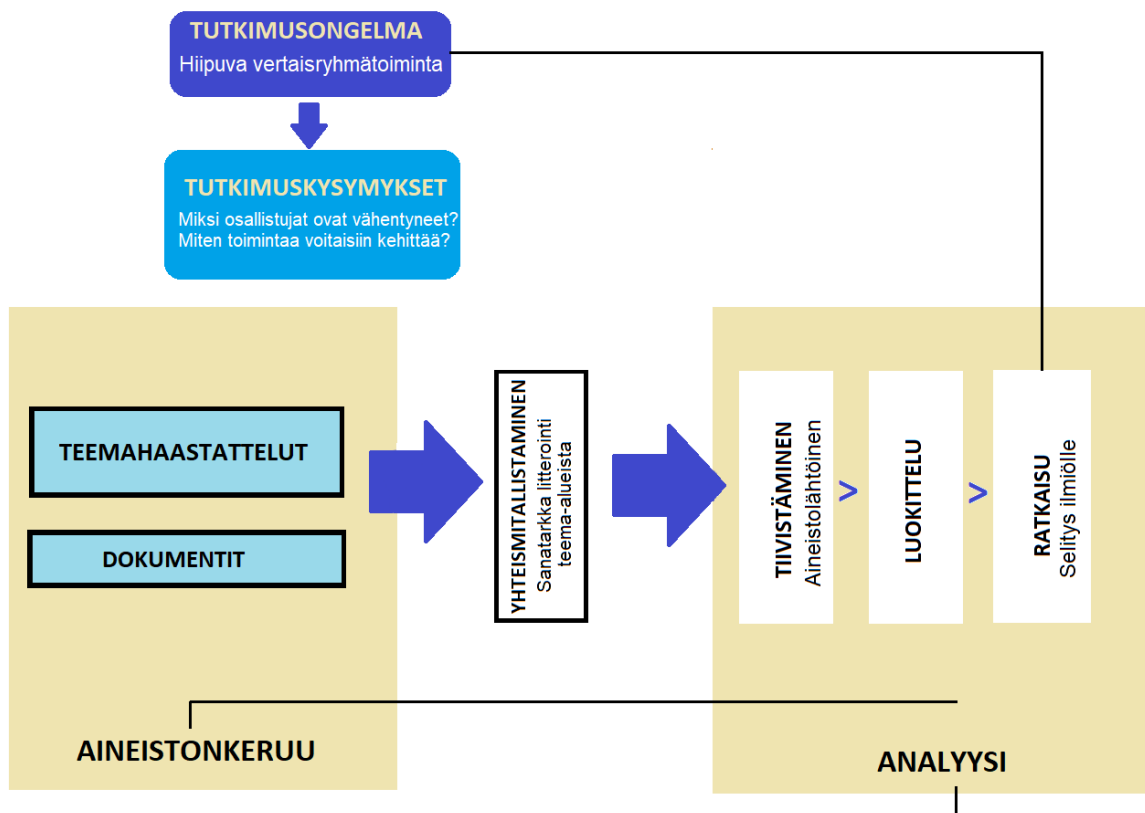 TUTKIMUSONGELMA
Hiipuva vertaisryhmätoiminta
TUTKIMUSKYSYMYKSET
Miksi osallistujat ovat vähentyneet?
Miten toimintaa voitaisiin kehittää?
TEEMAHAASTATTELUT
DOKUMENTIT
AINEISTONKERUU
YHTEISMITALLISTAMINEN
Sanatarkka litterointi
teema-alueista
TIIVISTÄMINEN
Aineistolähtöinen
>
LUOKITTELU
>
RATKAISU
Selitys ilmiölle
ANALYYSI